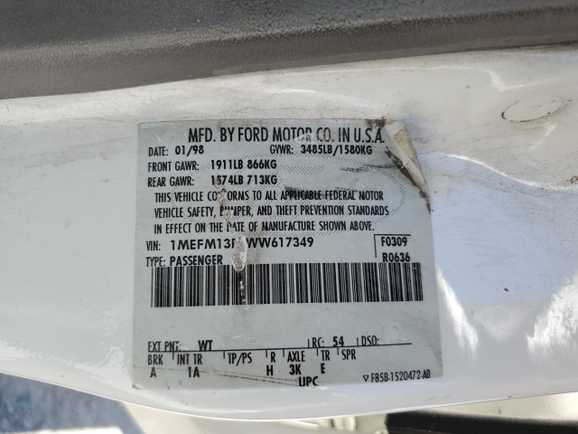 MFD. BY FORD MOTOR CO. IN U.S.A.
DATE: 01/98 GVWR: 3485LB/1580KG
FRONT GAWR: 1911LB 866KG
REAR GAWR: 1574LB 713KG
THIS VEHICLE CONFORMS TO ALL APPLICABLE FEDERAL MOTOR
VEHICLE SAFETY, BUMPER, AND THEFT PREVENTION STANDARDS
IN EFFECT ON THE DATE OF MANUFACTURE SHOWN ABOVE.
VIN: F0309
TYPE: PASSENGER R0636
EXT PNT: WT RC: 54 DSO:
BRK INT TR TP/PS R AXLE TR SPR
A 1A H 3K E
UPC ▽ F85B-1520472-AB